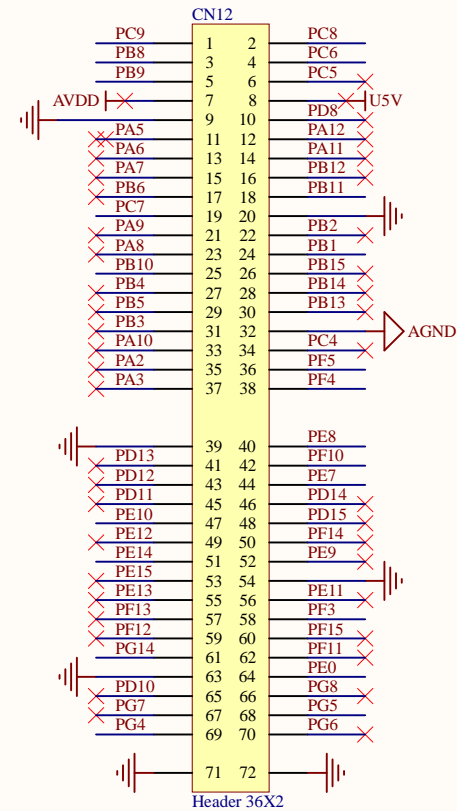 CN12
PC9 1 2 PC8
PB8 3 4 PC6
PB9 5 6 PC5
AVDD 7 8 U5V
9 10 PD8
PA5 11 12 PA12
PA6 13 14 PA11
PA7 15 16 PB12
PB6 17 18 PB11
PC7 19 20
PA9 21 22 PB2
PA8 23 24 PB1
PB10 25 26 PB15
PB4 27 28 PB14
PB5 29 30 PB13
PB3 31 32 AGND
PA10 33 34 PC4
PA2 35 36 PF5
PA3 37 38 PF4
39 40 PE8
PD13 41 42 PF10
PD12 43 44 PE7
PD11 45 46 PD14
PE10 47 48 PD15
PE12 49 50 PF14
PE14 51 52 PE9
PE15 53 54
PE13 55 56 PE11
PF13 57 58 PF3
PF12 59 60 PF15
PG14 61 62 PF11
63 64 PE0
PD10 65 66 PG8
PG7 67 68 PG5
PG4 69 70 PG6
71 72
Header 36X2